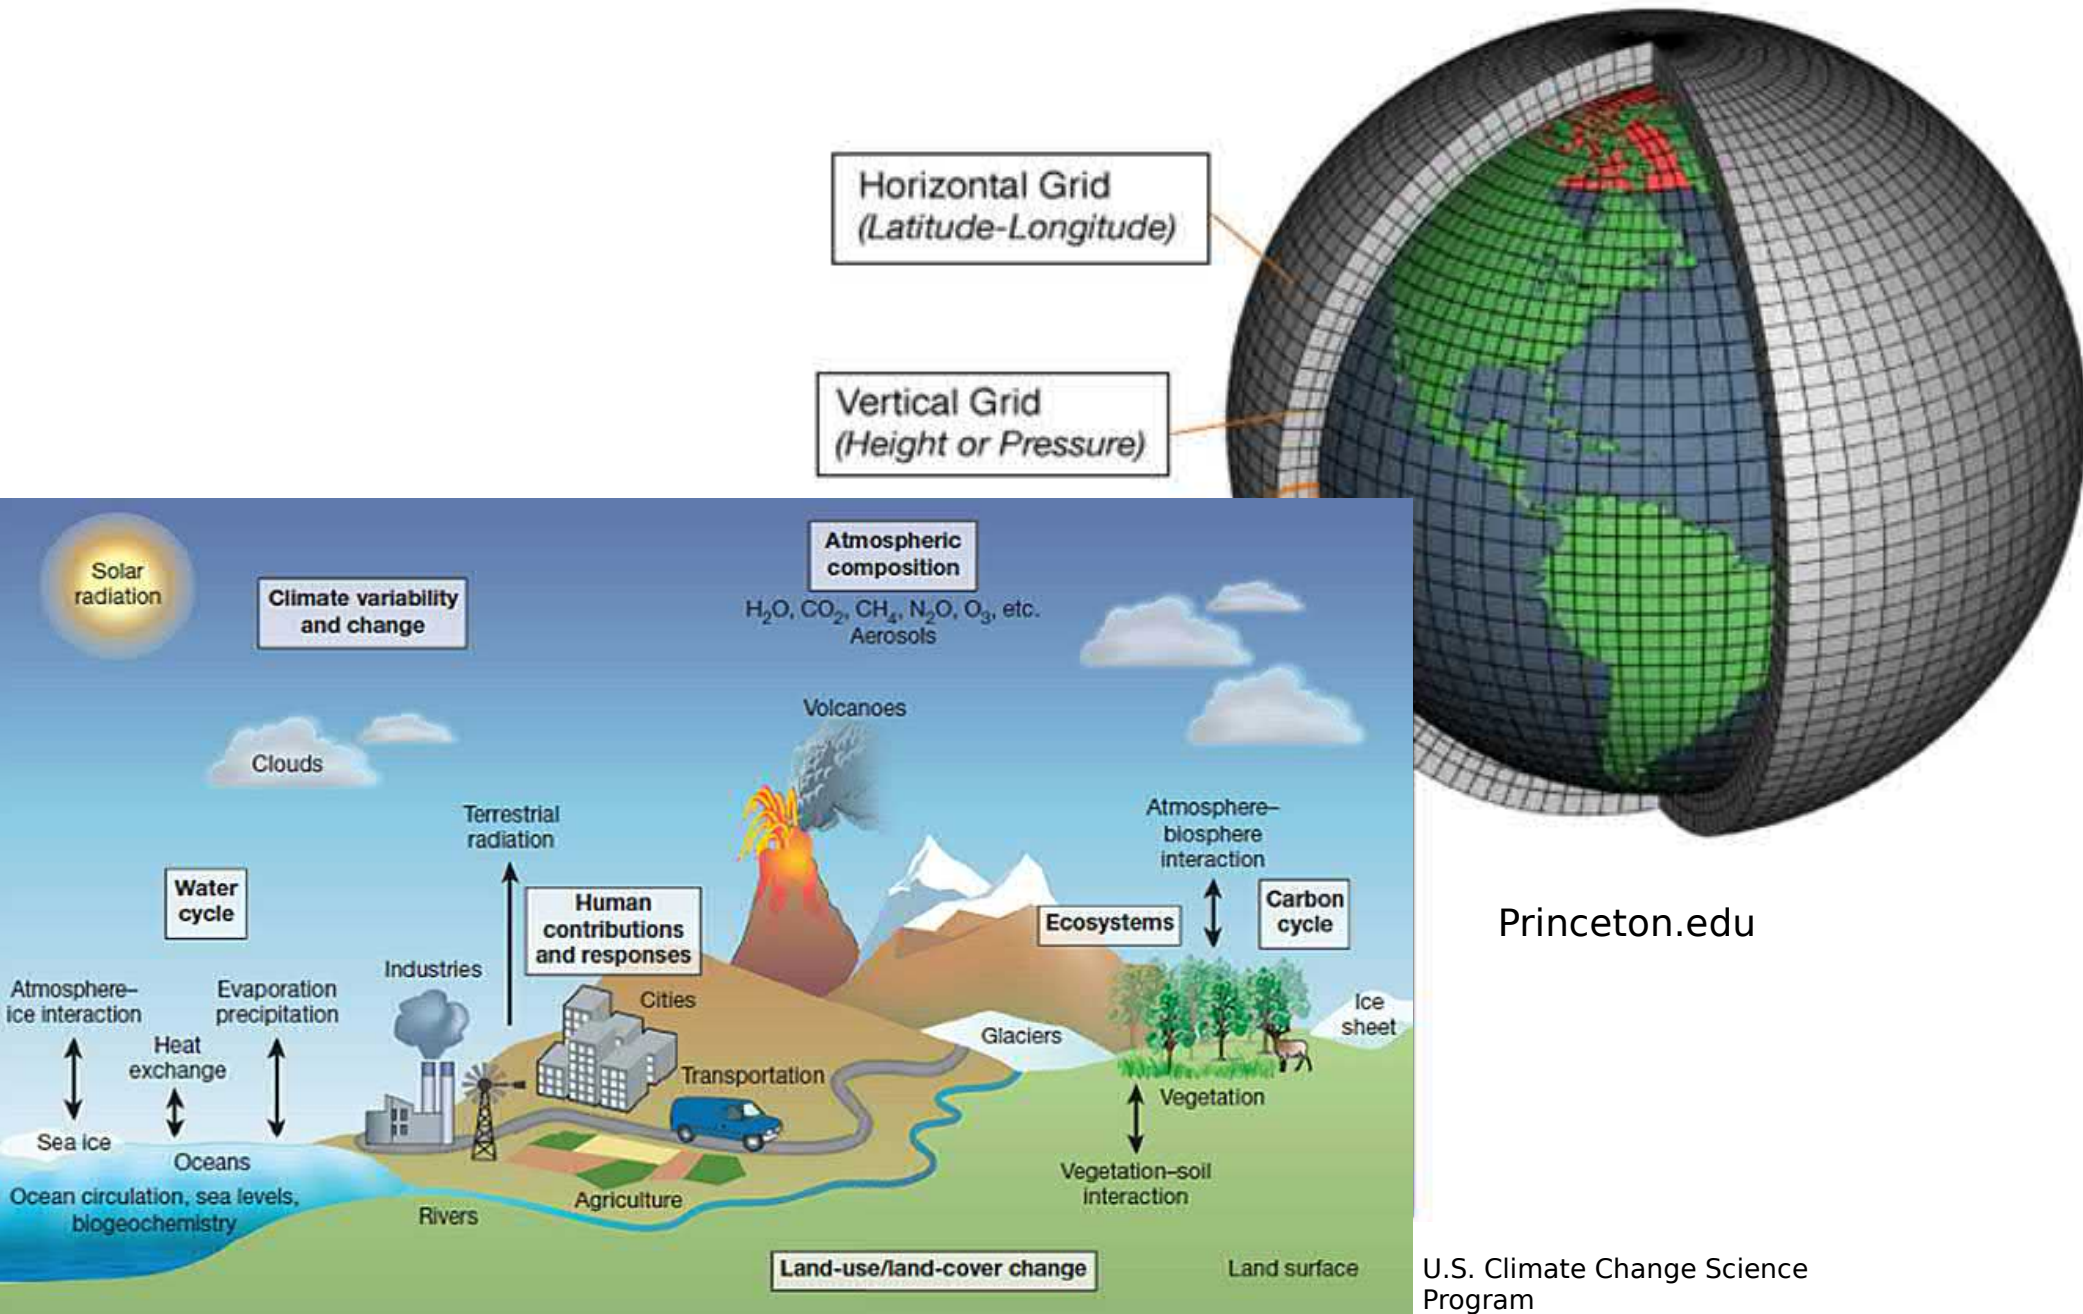 Horizontal Grid
(Latitude-Longitude)
Vertical Grid
(Height or Pressure)
Solar
radiation
Climate variability
and change
Atmospheric
composition
H₂O, CO₂, CH₄, N₂O, O₃, etc.
Aerosols
Clouds
Volcanoes
Terrestrial
radiation
Atmosphere–
biosphere
interaction
Water
cycle
Human
contributions
and responses
Ecosystems
Carbon
cycle
Princeton.edu
Atmosphere–
ice interaction
Evaporation
precipitation
Heat
exchange
Industries
Cities
Transportation
Glaciers
Ice
sheet
Vegetation
Sea ice
Oceans
Ocean circulation, sea levels,
biogeochemistry
Rivers
Agriculture
Vegetation–soil
interaction
Land-use/land-cover change
Land surface
U.S. Climate Change Science
Program